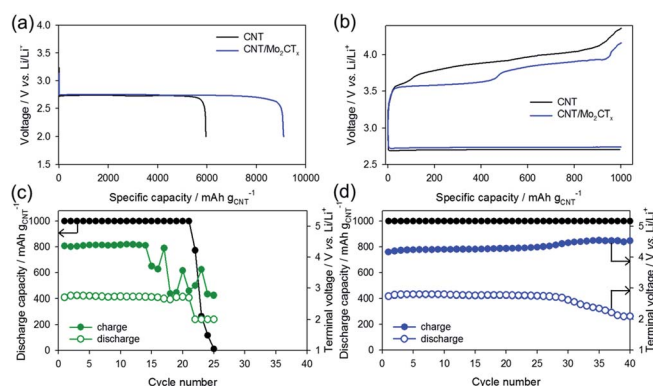 (a)
4.0
3.5
3.0
2.5
2.0
1.5
Voltage / V vs. Li/Li⁻
CNT
CNT/Mo₂CTₓ
0 2000 4000 6000 8000 10000
Specific capacity / mAh g_CNT⁻¹
(b)
4.0
3.5
3.0
2.5
Voltage / V vs. Li/Li⁺
CNT
CNT/Mo₂CTₓ
0 200 400 600 800 1000
Specific capacity / mAh g_CNT⁻¹
(c)
1000
800
600
400
200
0
Discharge capacity / mAh g_CNT⁻¹
charge
discharge
5
4
3
2
1
Terminal voltage / V vs. Li/Li⁺
0 5 10 15 20 25 30 35 40
Cycle number
(d)
1000
800
600
400
200
0
Discharge capacity / mAh g_CNT⁻¹
charge
discharge
5
4
3
2
1
Terminal voltage / V vs. Li/Li⁺
0 5 10 15 20 25 30 35 40
Cycle number